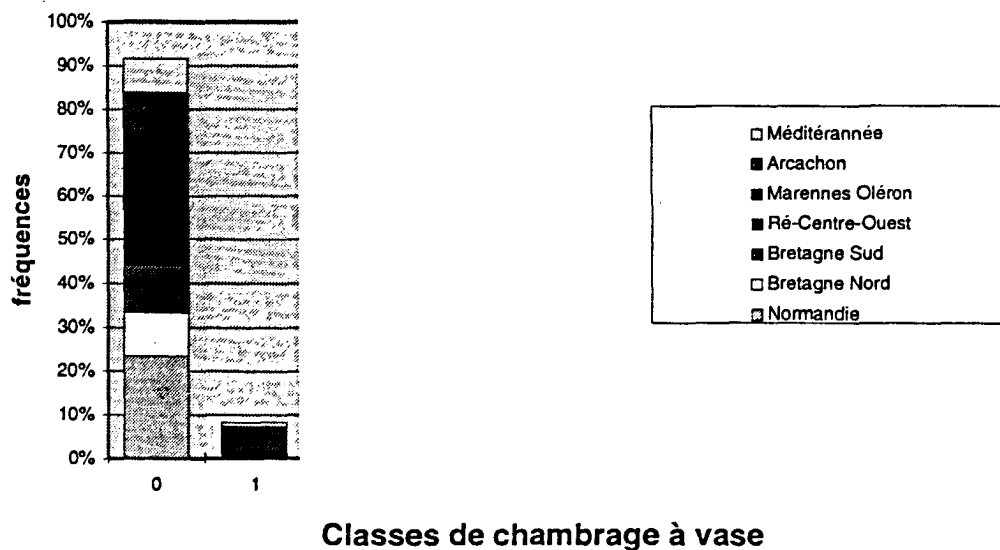 100%
90%
80%
70%
60%
50%
40%
30%
20%
10%
0%
fréquences
0
1
Méditérannée
Arcachon
Marennes Oléron
Ré-Centre-Ouest
Bretagne Sud
Bretagne Nord
Normandie
Classes de chambrage à vase